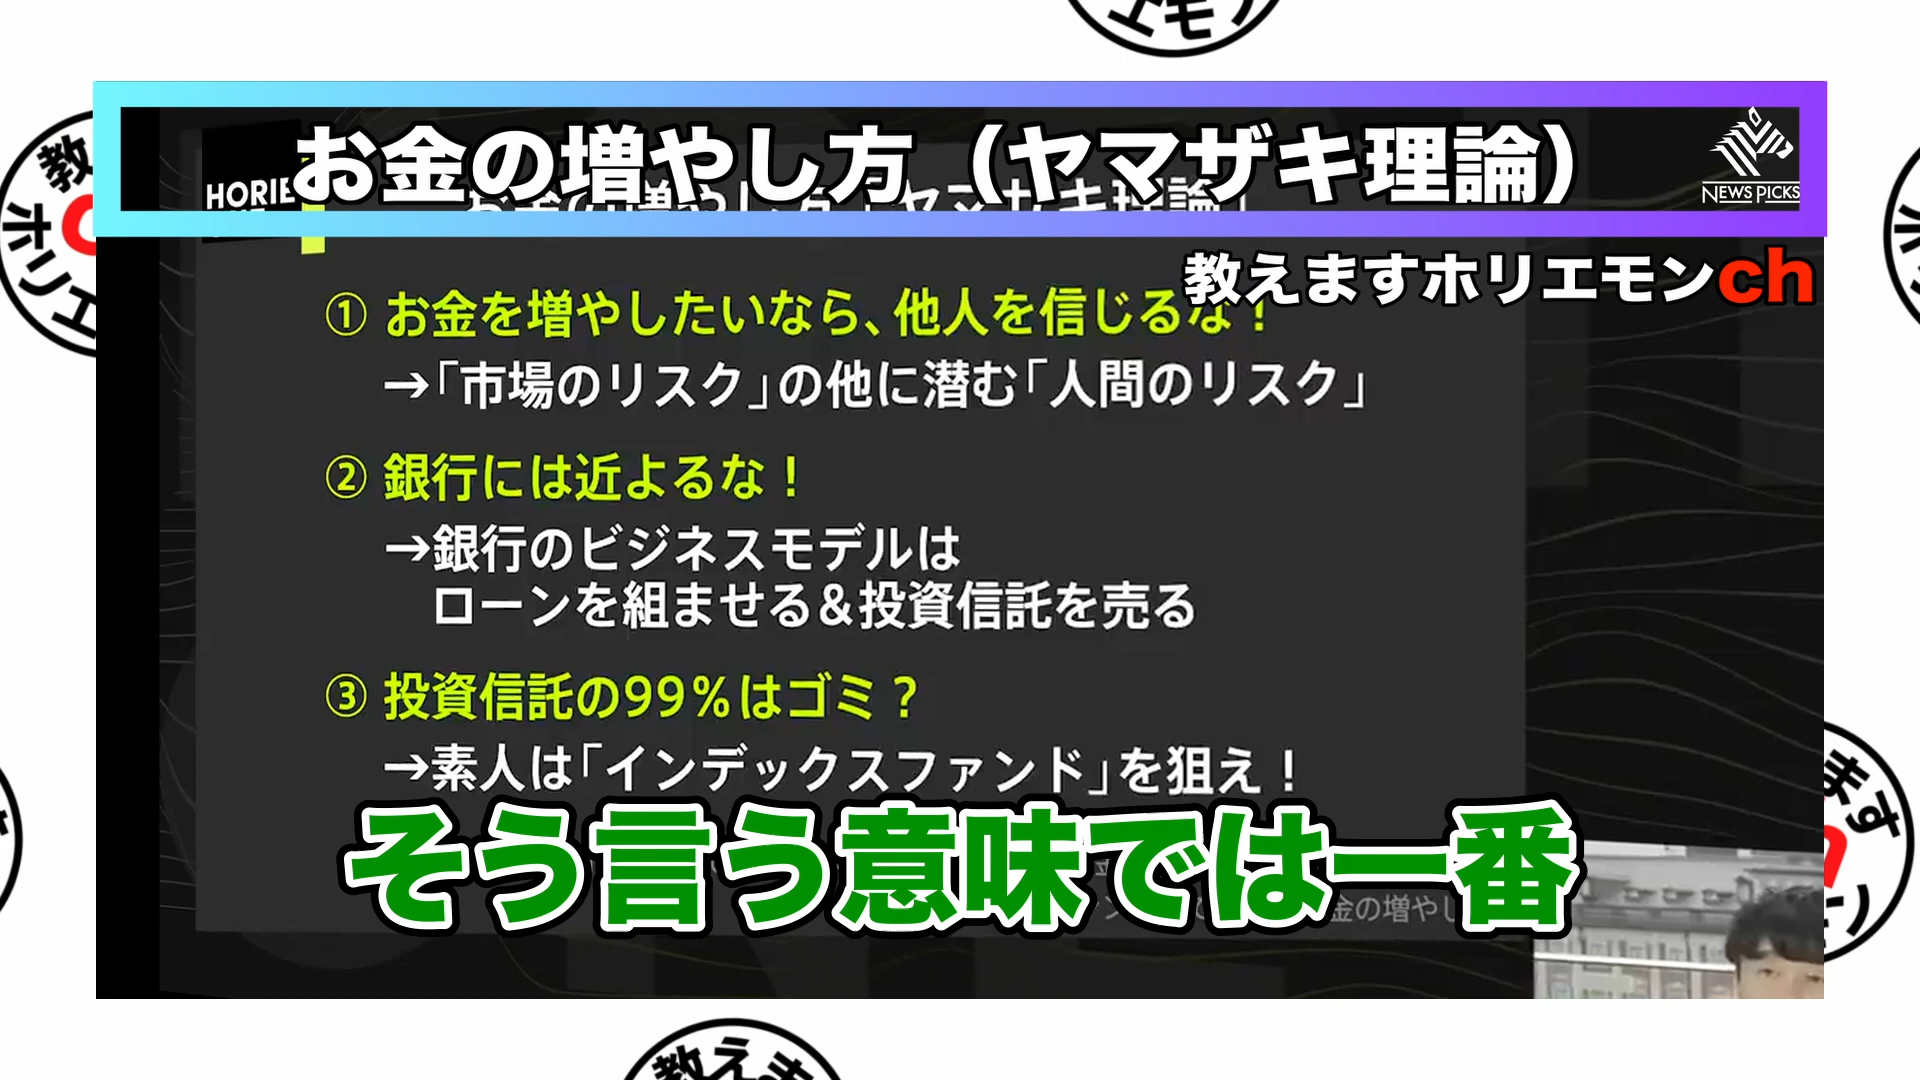 お金の増やし方（ヤマザキ理論）
NEWS PICKS
HORIE
教えますホリエモンch
① お金を増やしたいなら、他人を信じるな！
→「市場のリスク」の他に潜む「人間のリスク」
② 銀行には近よるな！
→銀行のビジネスモデルは
ローンを組ませる＆投資信託を売る
③ 投資信託の99％はゴミ？
→素人は「インデックスファンド」を狙え！
そう言う意味では一番
金の増やし